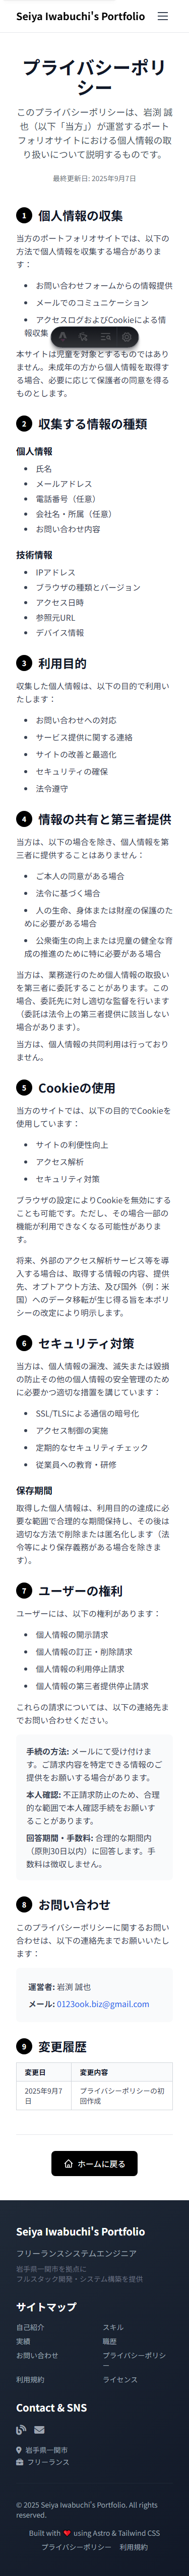 Seiya Iwabuchi's Portfolio
プライバシーポリ
シー
このプライバシーポリシーは、岩渕 誠
也（以下「当方」）が運営するポート
フォリオサイトにおける個人情報の取
り扱いについて説明するものです。
最終更新日: 2025年9月7日
1 個人情報の収集
当方のポートフォリオサイトでは、以下の
方法で個人情報を収集する場合がありま
す：
• お問い合わせフォームからの情報提供
• メールでのコミュニケーション
• アクセスログおよびCookieによる情
報収集
本サイトは児童を対象とするものではあり
ません。未成年の方から個人情報を取得す
る場合、必要に応じて保護者の同意を得る
ものとします。
2 収集する情報の種類
個人情報
• 氏名
• メールアドレス
• 電話番号（任意）
• 会社名・所属（任意）
• お問い合わせ内容
技術情報
• IPアドレス
• ブラウザの種類とバージョン
• アクセス日時
• 参照元URL
• デバイス情報
3 利用目的
収集した個人情報は、以下の目的で利用い
たします：
• お問い合わせへの対応
• サービス提供に関する連絡
• サイトの改善と最適化
• セキュリティの確保
• 法令遵守
4 情報の共有と第三者提供
当方は、以下の場合を除き、個人情報を第
三者に提供することはありません：
• ご本人の同意がある場合
• 法令に基づく場合
• 人の生命、身体または財産の保護のた
めに必要がある場合
• 公衆衛生の向上または児童の健全な育
成の推進のために特に必要がある場合
当方は、業務遂行のため個人情報の取扱い
を第三者に委託することがあります。この
場合、委託先に対し適切な監督を行います
（委託は法令上の第三者提供に該当しない
場合があります）。
当方は、個人情報の共同利用は行っており
ません。
5 Cookieの使用
当方のサイトでは、以下の目的でCookieを
使用しています：
• サイトの利便性向上
• アクセス解析
• セキュリティ対策
ブラウザの設定によりCookieを無効にする
ことも可能です。ただし、その場合一部の
機能が利用できなくなる可能性がありま
す。
将来、外部のアクセス解析サービス等を導
入する場合は、取得する情報の内容、提供
先、オプトアウト方法、及び国外（例：米
国）へのデータ移転が生じ得る旨を本ポリ
シーの改定により明示します。
6 セキュリティ対策
当方は、個人情報の漏洩、滅失または毀損
の防止その他の個人情報の安全管理のため
に必要かつ適切な措置を講じています：
• SSL/TLSによる通信の暗号化
• アクセス制御の実施
• 定期的なセキュリティチェック
• 従業員への教育・研修
保存期間
取得した個人情報は、利用目的の達成に必
要な範囲で合理的な期間保持し、その後は
適切な方法で削除または匿名化します（法
令等により保存義務がある場合を除きま
す）。
7 ユーザーの権利
ユーザーには、以下の権利があります：
• 個人情報の開示請求
• 個人情報の訂正・削除請求
• 個人情報の利用停止請求
• 個人情報の第三者提供停止請求
これらの請求については、以下の連絡先ま
でお問い合わせください。
手続の方法: メールにて受け付けま
す。ご請求内容を特定できる情報のご
提供をお願いする場合があります。
本人確認: 不正請求防止のため、合理
的な範囲で本人確認手続をお願いす
ることがあります。
回答期間・手数料: 合理的な期間内
（原則30日以内）に回答します。手
数料は徴収しません。
8 お問い合わせ
このプライバシーポリシーに関するお問い
合わせは、以下の連絡先までお願いいたし
ます：
運営者: 岩渕 誠也
メール: 0123ook.biz@gmail.com
9 変更履歴
変更日 変更内容
2025年9月7 プライバシーポリシーの初
日 回作成
ホームに戻る
Seiya Iwabuchi's Portfolio
フリーランスシステムエンジニア
岩手県一関市を拠点に
フルスタック開発・システム構築を提供
サイトマップ
自己紹介 スキル
実績 職歴
お問い合わせ プライバシーポリシ
ー
利用規約 ライセンス
Contact & SNS
岩手県一関市
フリーランス
© 2025 Seiya Iwabuchi's Portfolio. All rights
reserved.
Built with ❤ using Astro & Tailwind CSS
プライバシーポリシー 利用規約